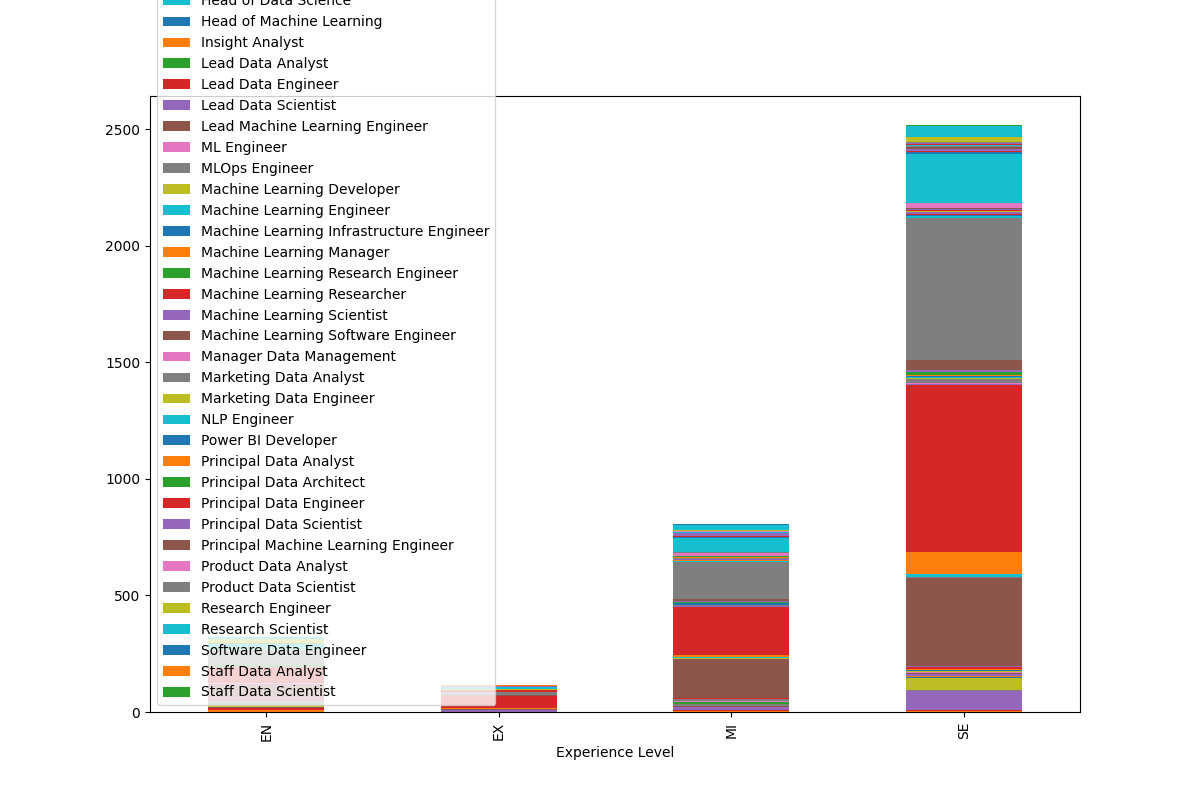 Head of Data Science
Head of Machine Learning
Insight Analyst
Lead Data Analyst
Lead Data Engineer
Lead Data Scientist
Lead Machine Learning Engineer
ML Engineer
MLOps Engineer
Machine Learning Developer
Machine Learning Engineer
Machine Learning Infrastructure Engineer
Machine Learning Manager
Machine Learning Research Engineer
Machine Learning Researcher
Machine Learning Scientist
Machine Learning Software Engineer
Manager Data Management
Marketing Data Analyst
Marketing Data Engineer
NLP Engineer
Power BI Developer
Principal Data Analyst
Principal Data Architect
Principal Data Engineer
Principal Data Scientist
Principal Machine Learning Engineer
Product Data Analyst
Product Data Scientist
Research Engineer
Research Scientist
Software Data Engineer
Staff Data Analyst
Staff Data Scientist
2500
2000
1500
1000
500
0
EN
EX
MI
SE
Experience Level